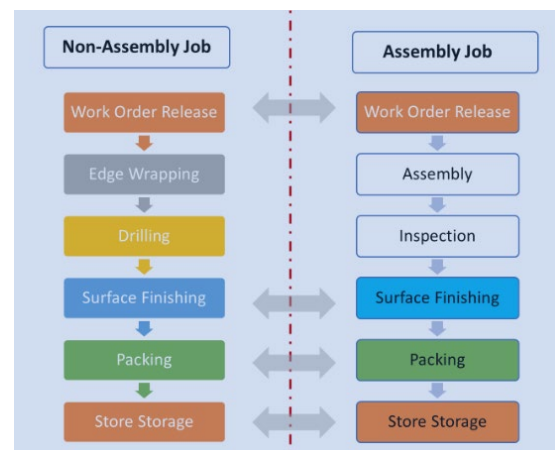 Non-Assembly Job
Assembly Job
Work Order Release
Work Order Release
Edge Wrapping
Assembly
Drilling
Inspection
Surface Finishing
Surface Finishing
Packing
Packing
Store Storage
Store Storage